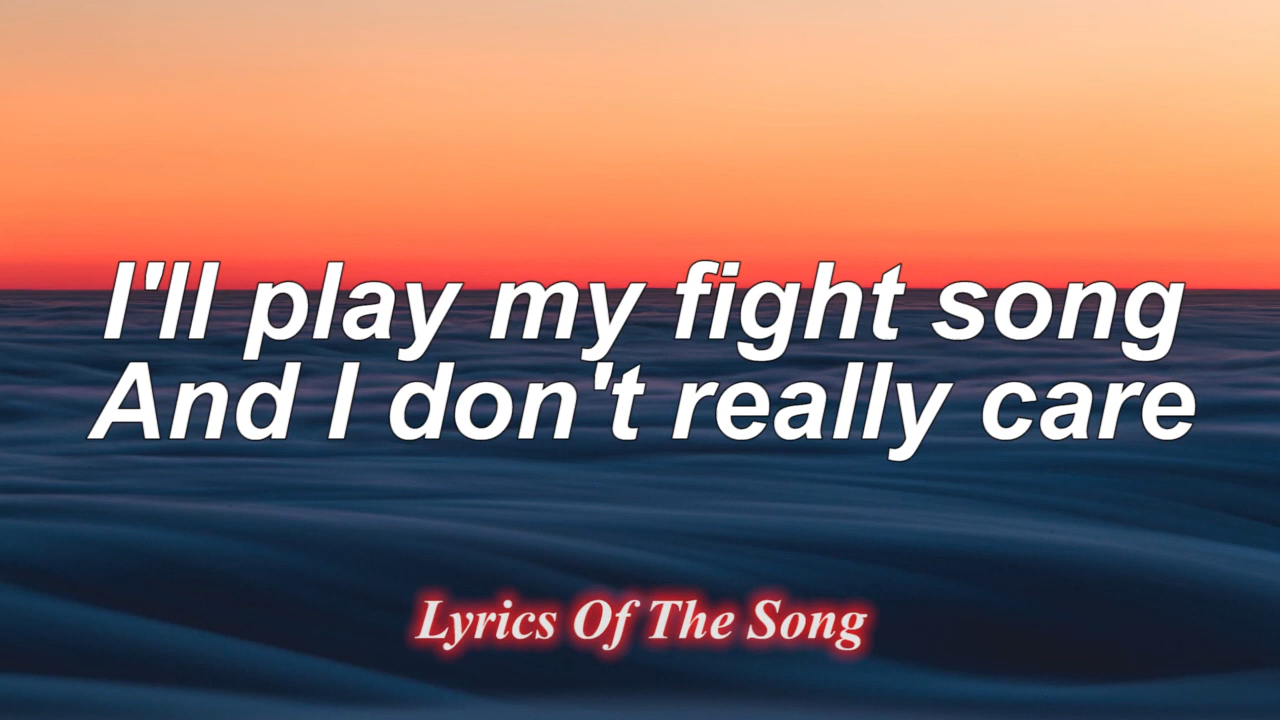 I'll play my fight song
And I don't really care
Lyrics Of The Song